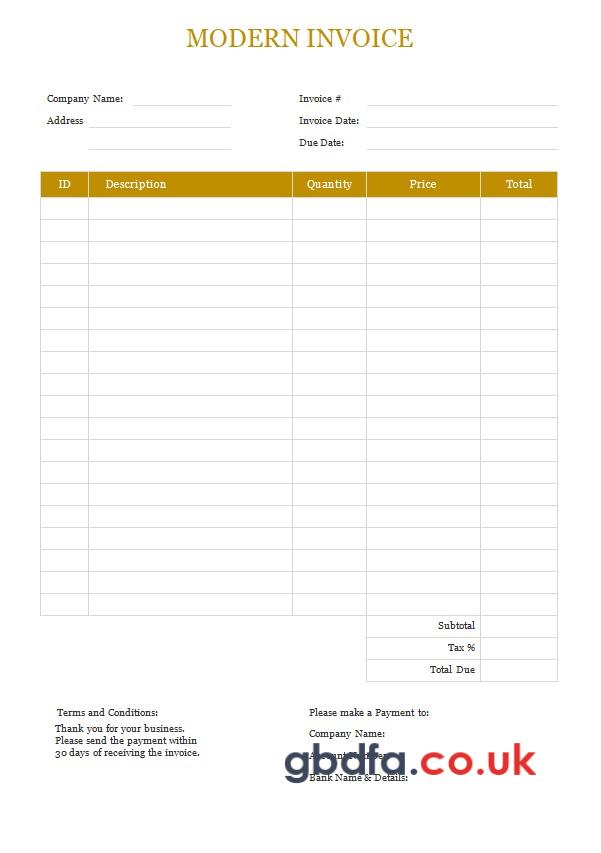 MODERN INVOICE
Company Name:
Invoice #
Address
Invoice Date:
Due Date:
ID Description Quantity Price Total
Subtotal
Tax %
Total Due
Terms and Conditions:
Thank you for your business.
Please send the payment within
30 days of receiving the invoice.
Please make a Payment to:
Company Name:
Account Number:
gbdfa.co.uk
Bank Name & Details: